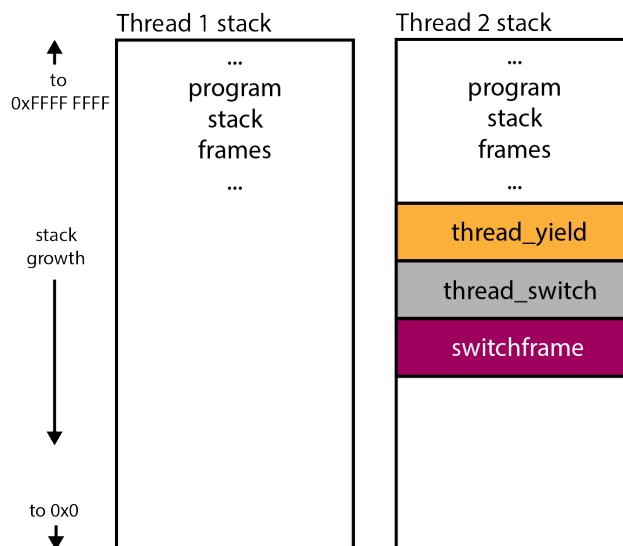 Thread 1 stack
Thread 2 stack
to
0xFFFF FFFF
...
program
stack
frames
...
...
program
stack
frames
...
stack
growth
thread_yield
thread_switch
switchframe
to 0x0